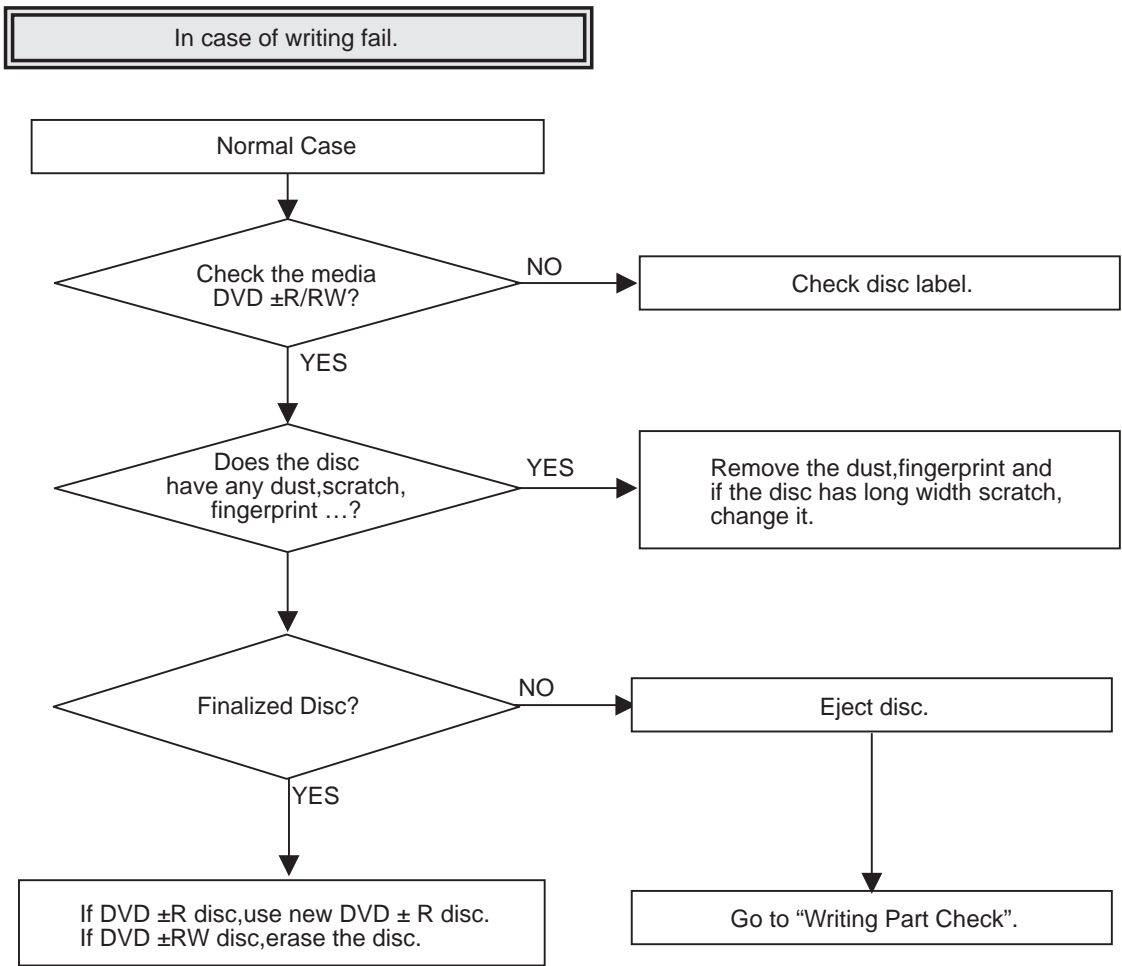 In case of writing fail.
Normal Case
Check the media
DVD ±R/RW?
NO
Check disc label.
YES
Does the disc
have any dust,scratch,
fingerprint …?
YES
Remove the dust,fingerprint and
if the disc has long width scratch,
change it.
Finalized Disc?
NO
Eject disc.
YES
If DVD ±R disc,use new DVD ± R disc.
If DVD ±RW disc,erase the disc.
Go to “Writing Part Check”.